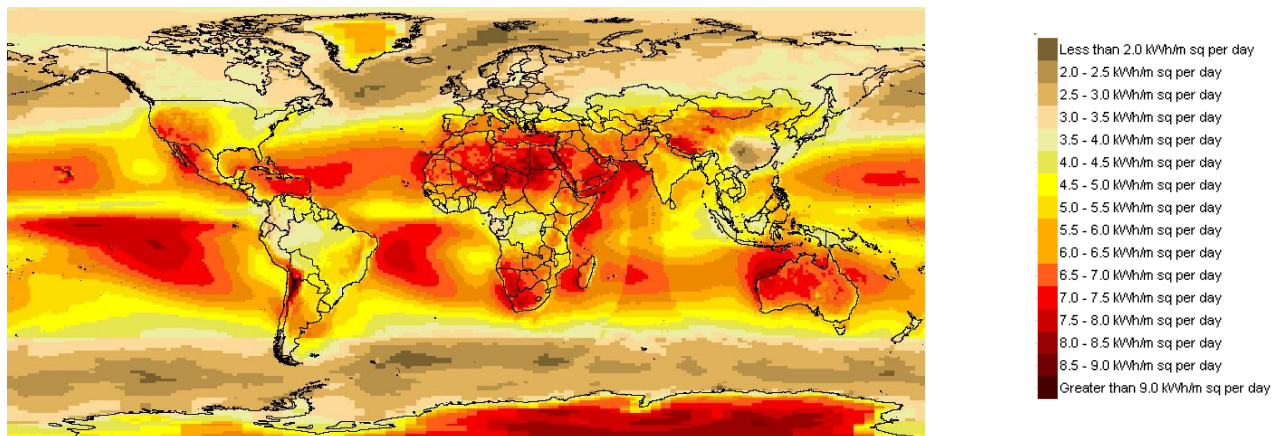 Less than 2.0 kWh/m sq per day
2.0 - 2.5 kWh/m sq per day
2.5 - 3.0 kWh/m sq per day
3.0 - 3.5 kWh/m sq per day
3.5 - 4.0 kWh/m sq per day
4.0 - 4.5 kWh/m sq per day
4.5 - 5.0 kWh/m sq per day
5.0 - 5.5 kWh/m sq per day
5.5 - 6.0 kWh/m sq per day
6.0 - 6.5 kWh/m sq per day
6.5 - 7.0 kWh/m sq per day
7.0 - 7.5 kWh/m sq per day
7.5 - 8.0 kWh/m sq per day
8.0 - 8.5 kWh/m sq per day
8.5 - 9.0 kWh/m sq per day
Greater than 9.0 kWh/m sq per day